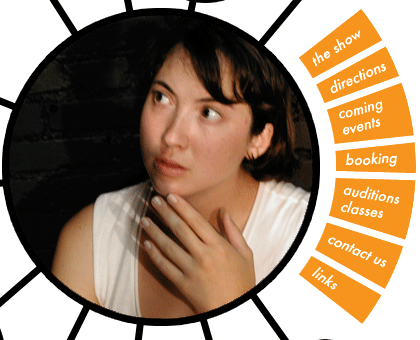 the show
directions
coming
events
booking
auditions
classes
contact us
links